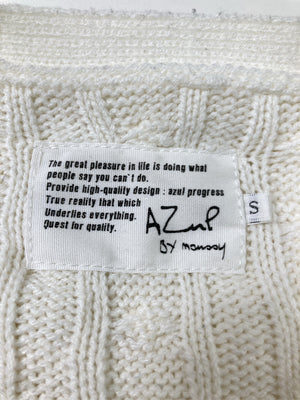 The great pleasure in life is doing what
people say you can't do.
Provide high-quality design : azul progress
True reality that which
Underlies everything.
Quest for quality.
AZUL
BY moussy
S